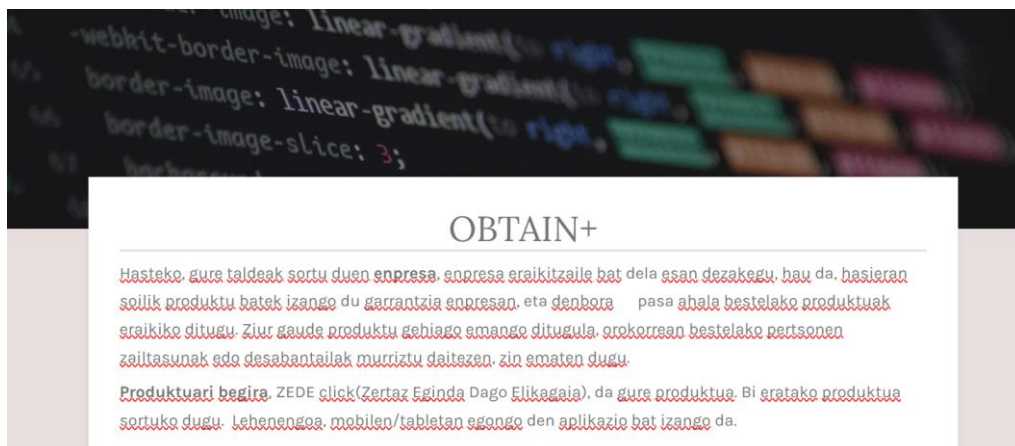 border-image: linear-gradient(to right,
-webkit-border-image: linear-gradient(to right,
border-image: linear-gradient(to right,
border-image-slice: 3;
OBTAIN+
Hasteko, gure taldeak sortu duen enpresa, enpresa eraikitzaile bat dela esan dezakegu, hau da, hasieran
soilik produktu batek izango du garrantzia enpresan, eta denbora pasa ahala bestelako produktuak
eraikiko ditugu. Ziur gaude produktu gehiago emango ditugula, orokorrean bestelako pertsonen
zailtasunak edo desabantailak murriztu daitezen, zin ematen dugu.
Produktuari begira, ZEDE click(Zertaz Eginda Dago Elikagaia), da gure produktua. Bi eratako produktua
sortuko dugu. Lehenengoa, mobilen/tabletan egongo den aplikazio bat izango da.